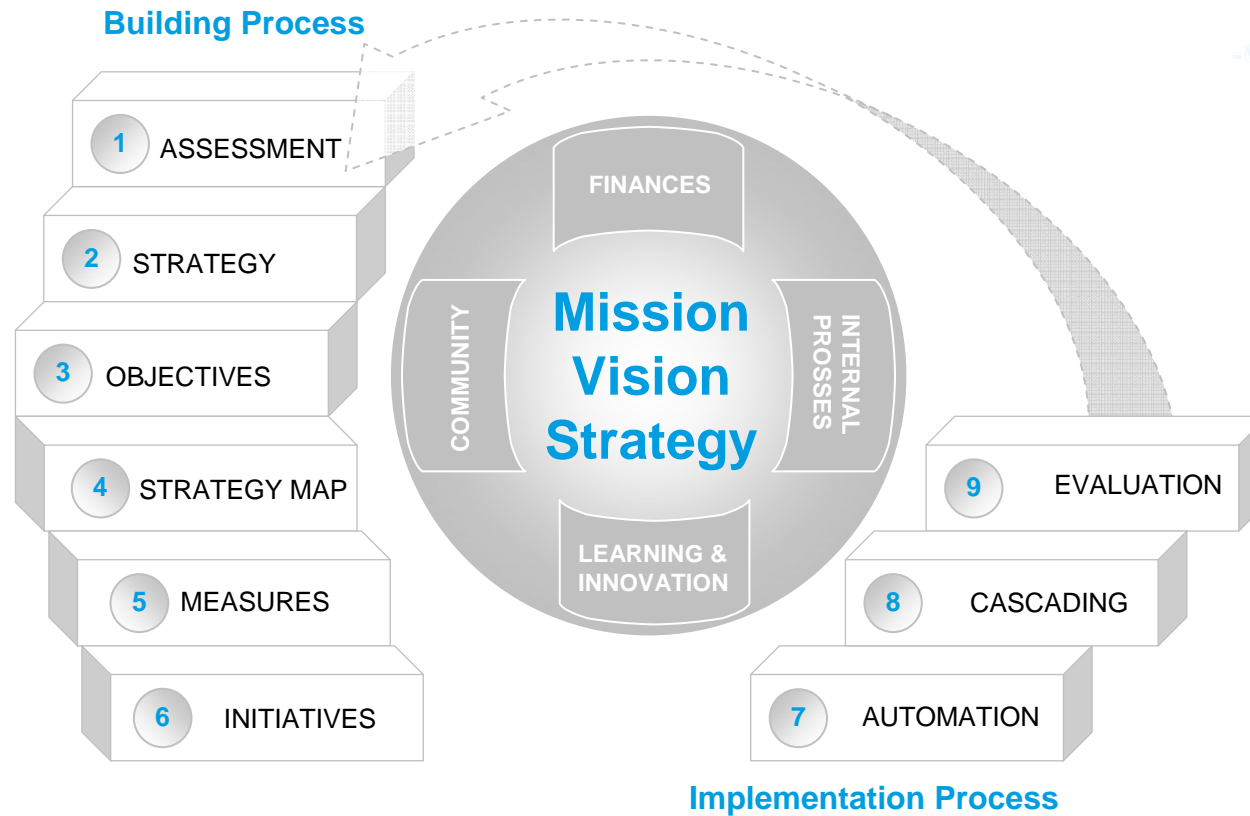 Building Process
1 ASSESSMENT
2 STRATEGY
3 OBJECTIVES
4 STRATEGY MAP
5 MEASURES
6 INITIATIVES
FINANCES
COMMUNITY
Mission
Vision
Strategy
INTERNAL
PROSSES
LEARNING &
INNOVATION
9 EVALUATION
8 CASCADING
7 AUTOMATION
Implementation Process